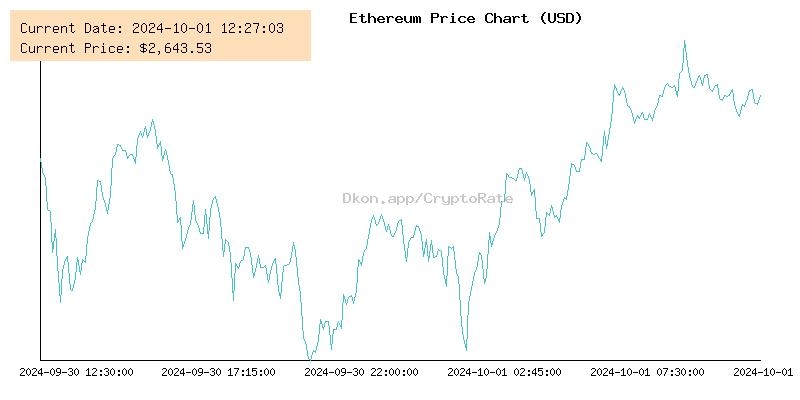 Ethereum Price Chart (USD)
Current Date: 2024-10-01 12:27:03
Current Price: $2,643.53
Dkon.app/CryptoRate
2024-09-30 12:30:00 2024-09-30 17:15:00 2024-09-30 22:00:00 2024-10-01 02:45:00 2024-10-01 07:30:00 2024-10-01